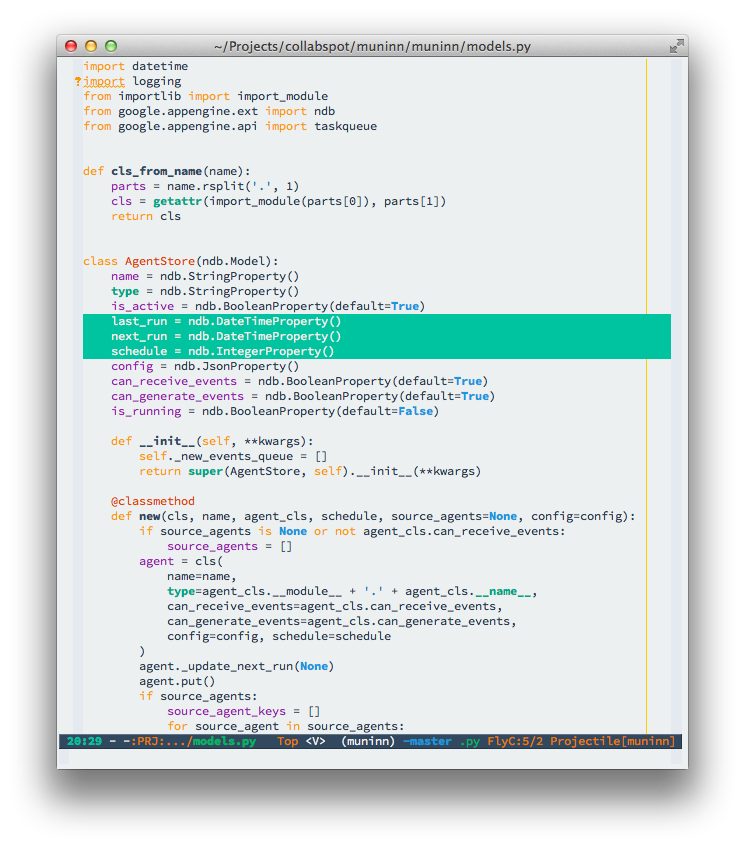 ~/Projects/collabspot/muninn/muninn/models.py
import datetime
?import logging
from importlib import import_module
from google.appengine.ext import ndb
from google.appengine.api import taskqueue
def cls_from_name(name):
    parts = name.rsplit('.', 1)
    cls = getattr(import_module(parts[0]), parts[1])
    return cls
class AgentStore(ndb.Model):
    name = ndb.StringProperty()
    type = ndb.StringProperty()
    is_active = ndb.BooleanProperty(default=True)
    last_run = ndb.DateTimeProperty()
    next_run = ndb.DateTimeProperty()
    schedule = ndb.IntegerProperty()
    config = ndb.JsonProperty()
    can_receive_events = ndb.BooleanProperty(default=True)
    can_generate_events = ndb.BooleanProperty(default=True)
    is_running = ndb.BooleanProperty(default=False)
    def __init__(self, **kwargs):
        self._new_events_queue = []
        return super(AgentStore, self).__init__(**kwargs)
    @classmethod
    def new(cls, name, agent_cls, schedule, source_agents=None, config=config):
        if source_agents is None or not agent_cls.can_receive_events:
            source_agents = []
        agent = cls(
            name=name,
            type=agent_cls.__module__ + '.' + agent_cls.__name__,
            can_receive_events=agent_cls.can_receive_events,
            can_generate_events=agent_cls.can_generate_events,
            config=config, schedule=schedule
        )
        agent._update_next_run(None)
        agent.put()
        if source_agents:
            source_agent_keys = []
            for source_agent in source_agents:
20:29 - -:PRJ:.../models.py   Top <V>  (muninn) -master .py FlyC:5/2 Projectile[muninn]